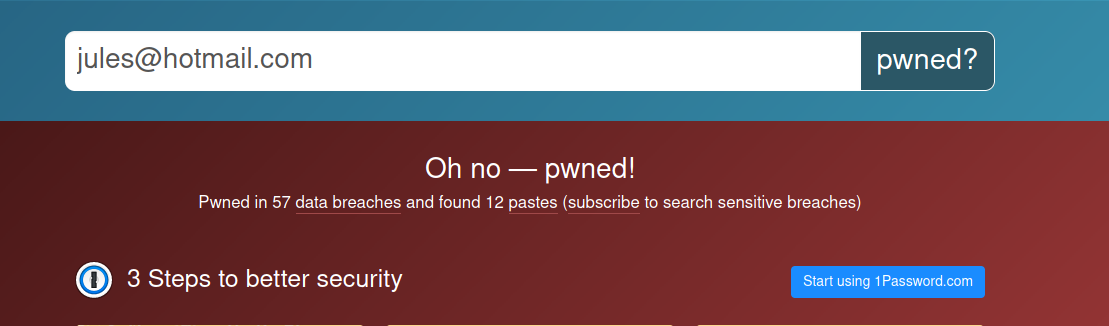 jules@hotmail.com pwned?
Oh no — pwned!
Pwned in 57 data breaches and found 12 pastes (subscribe to search sensitive breaches)
3 Steps to better security Start using 1Password.com